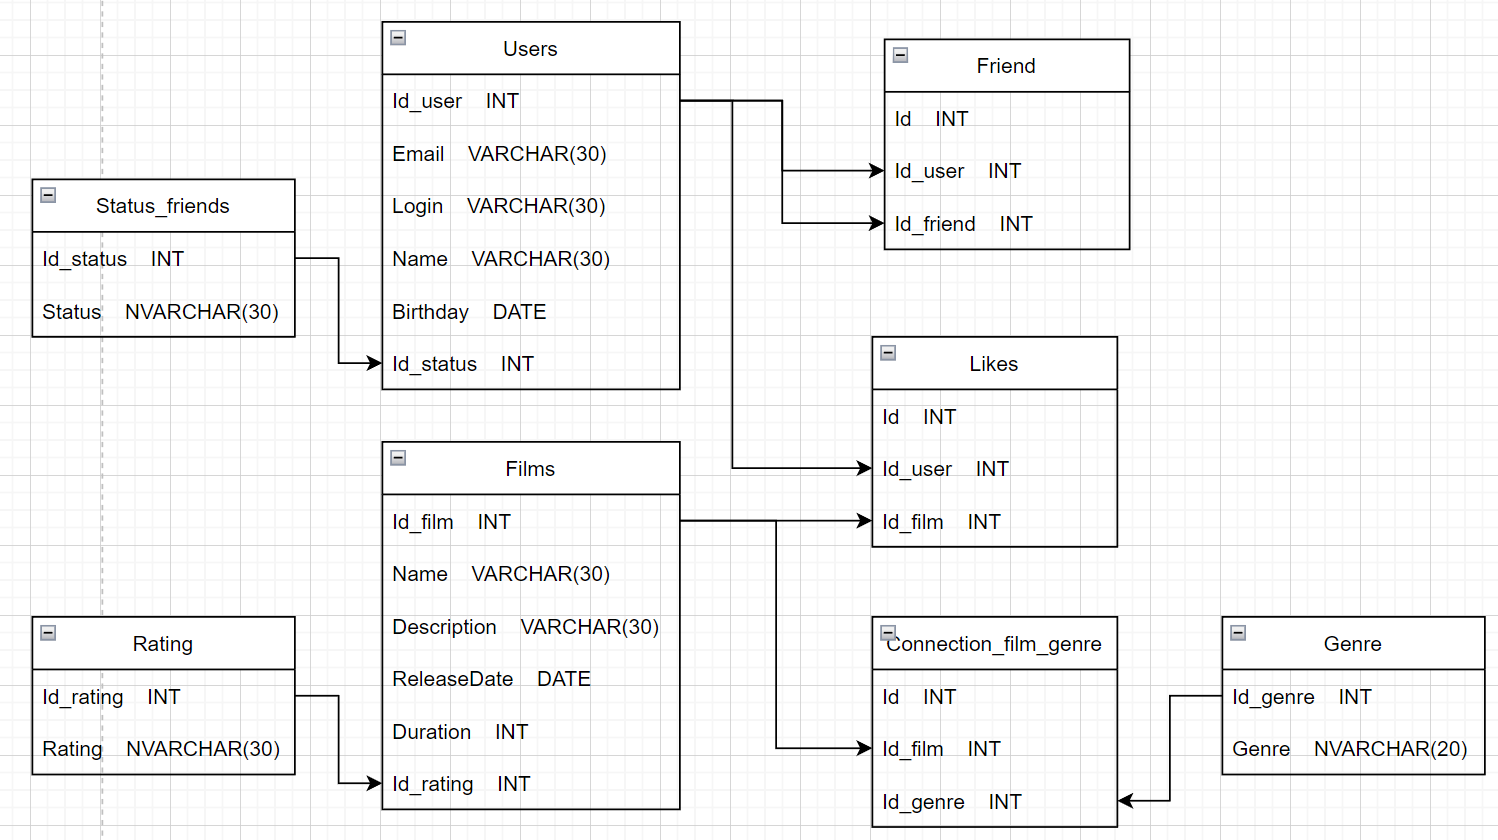 Users
Id_user INT
Email VARCHAR(30)
Login VARCHAR(30)
Name VARCHAR(30)
Birthday DATE
Id_status INT
Friend
Id INT
Id_user INT
Id_friend INT
Status_friends
Id_status INT
Status NVARCHAR(30)
Likes
Id INT
Id_user INT
Id_film INT
Films
Id_film INT
Name VARCHAR(30)
Description VARCHAR(30)
ReleaseDate DATE
Duration INT
Id_rating INT
Rating
Id_rating INT
Rating NVARCHAR(30)
Connection_film_genre
Id INT
Id_film INT
Id_genre INT
Genre
Id_genre INT
Genre NVARCHAR(20)